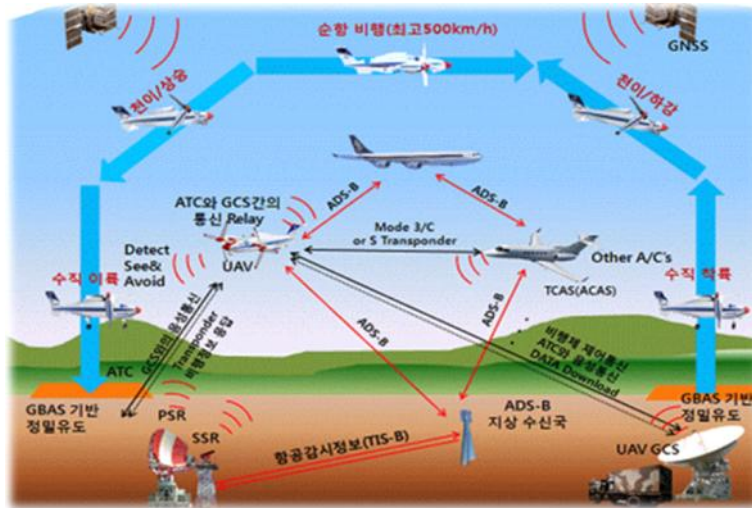 순항 비행(최고500km/h)
GNSS
천이/상승
천이/하강
ATC와 GCS간의
통신 Relay
ADS-B
ADS-B
Mode 3/C
or S Transponder
Detect
See&
Avoid
UAV
Other A/C's
TCAS(ACAS)
수직 이륙
수직 착륙
GCS와의 음성통신
Transponder
비행정보 응답
ADS-B
ADS-B
비행체 제어통신
ATC와 음성통신
DATA Download
ATC
GBAS 기반
정밀유도
PSR
SSR
항공감시정보(TIS-B)
ADS-B
지상 수신국
GBAS 기반
정밀유도
UAV GCS